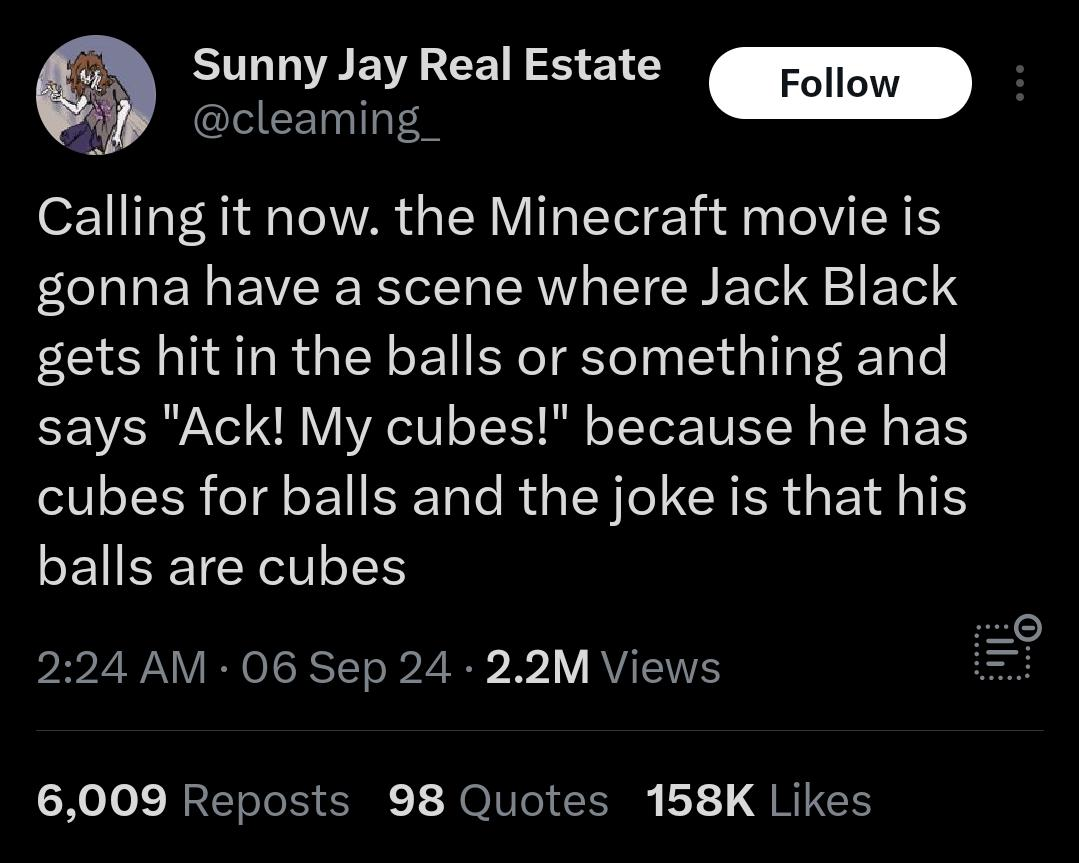 Sunny Jay Real Estate
@cleaming_
Follow
Calling it now. the Minecraft movie is
gonna have a scene where Jack Black
gets hit in the balls or something and
says "Ack! My cubes!" because he has
cubes for balls and the joke is that his
balls are cubes
2:24 AM · 06 Sep 24 · 2.2M Views
6,009 Reposts 98 Quotes 158K Likes